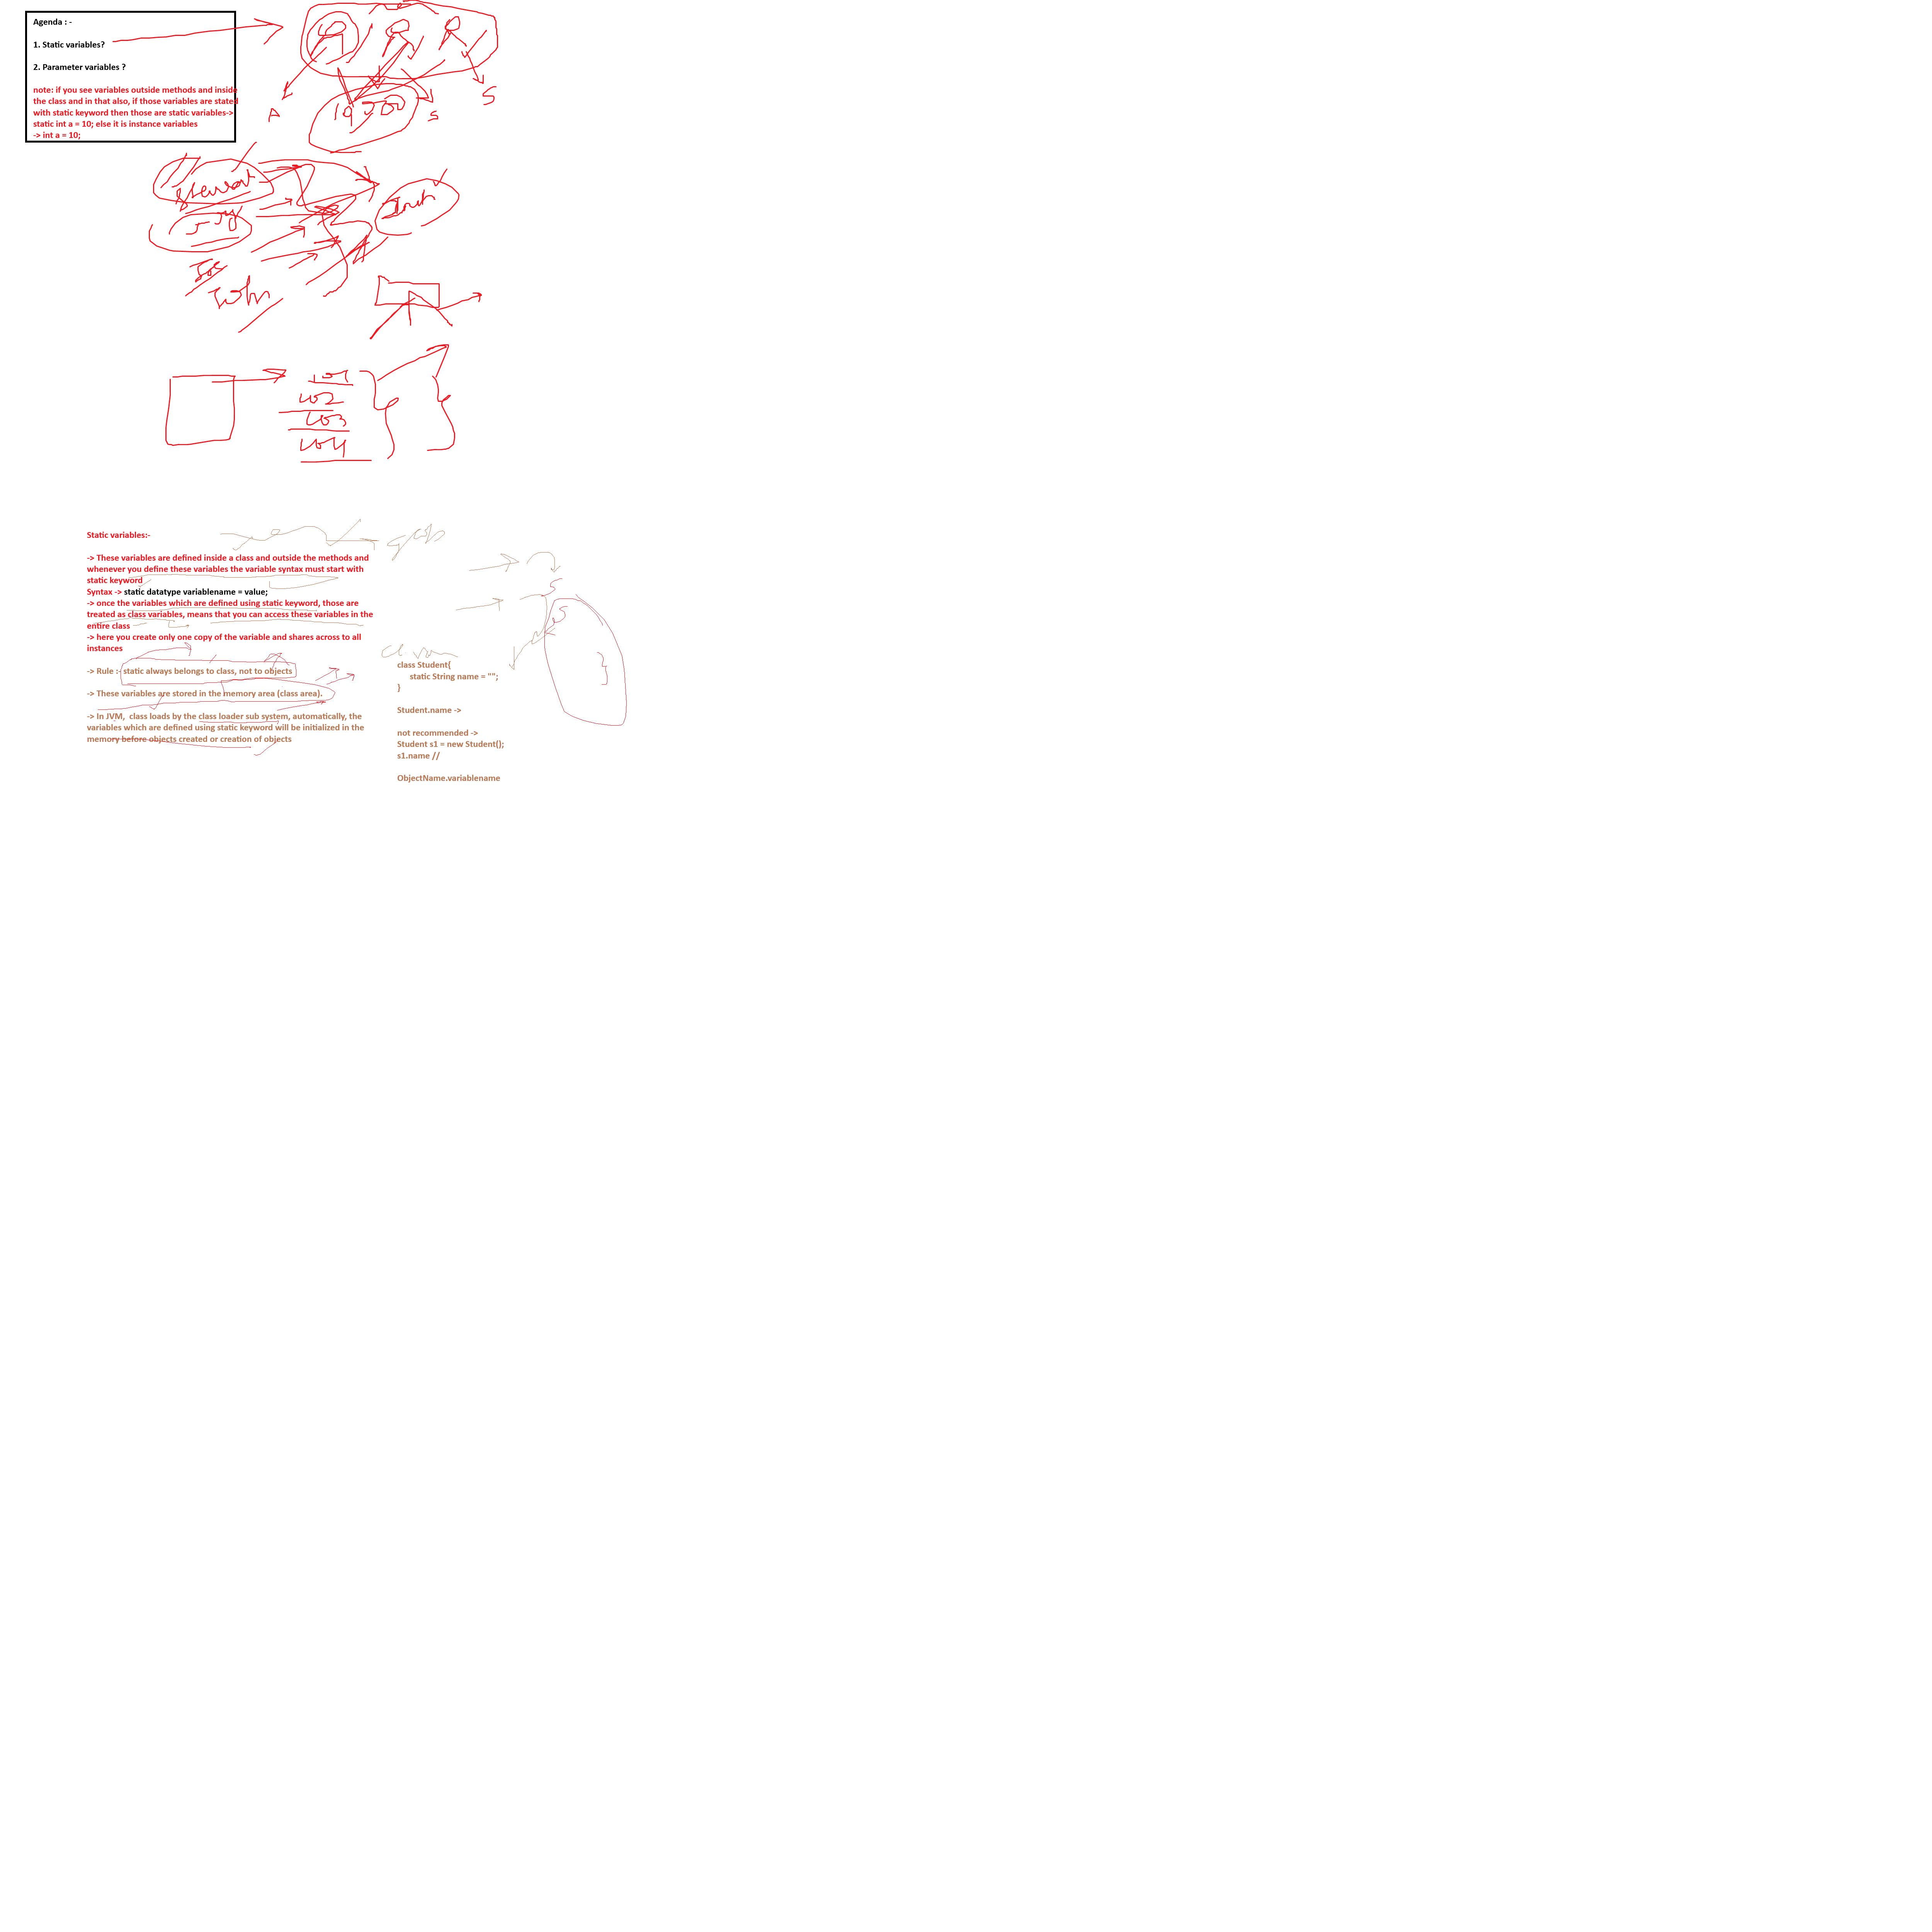 Agenda : -
1. Static variables?
2. Parameter variables ?
note: if you see variables outside methods and inside
the class and in that also, if those variables are stated
with static keyword then those are static variables->
static int a = 10; else it is instance variables
-> int a = 10;
A
S
S
John
Static variables:-
-> These variables are defined inside a class and outside the methods and
whenever you define these variables the variable syntax must start with
static keyword
Syntax -> static datatype variablename = value;
-> once the variables which are defined using static keyword, those are
treated as class variables, means that you can access these variables in the
entire class
-> here you create only one copy of the variable and shares across to all
instances
-> Rule :- static always belongs to class, not to objects
-> These variables are stored in the memory area (class area).
-> In JVM,  class loads by the class loader sub system, automatically, the
variables which are defined using static keyword will be initialized in the
memory before objects created or creation of objects
class Student{
static String name = "";
}
Student.name ->
not recommended ->
Student s1 = new Student();
s1.name //
ObjectName.variablename